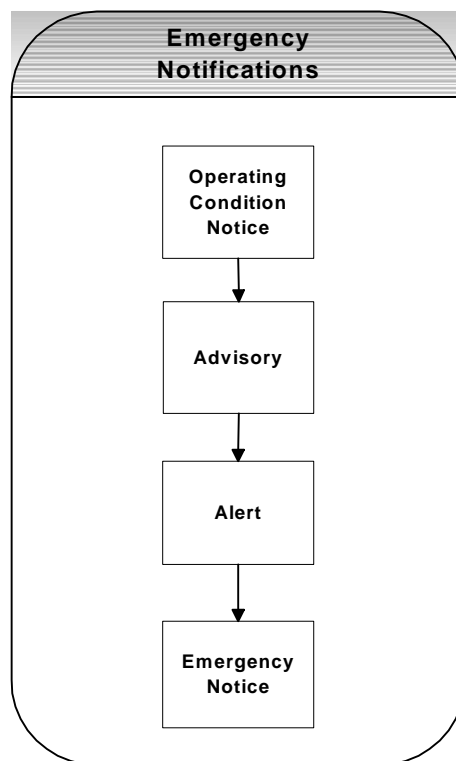 Emergency
Notifications
Operating
Condition
Notice
Advisory
Alert
Emergency
Notice